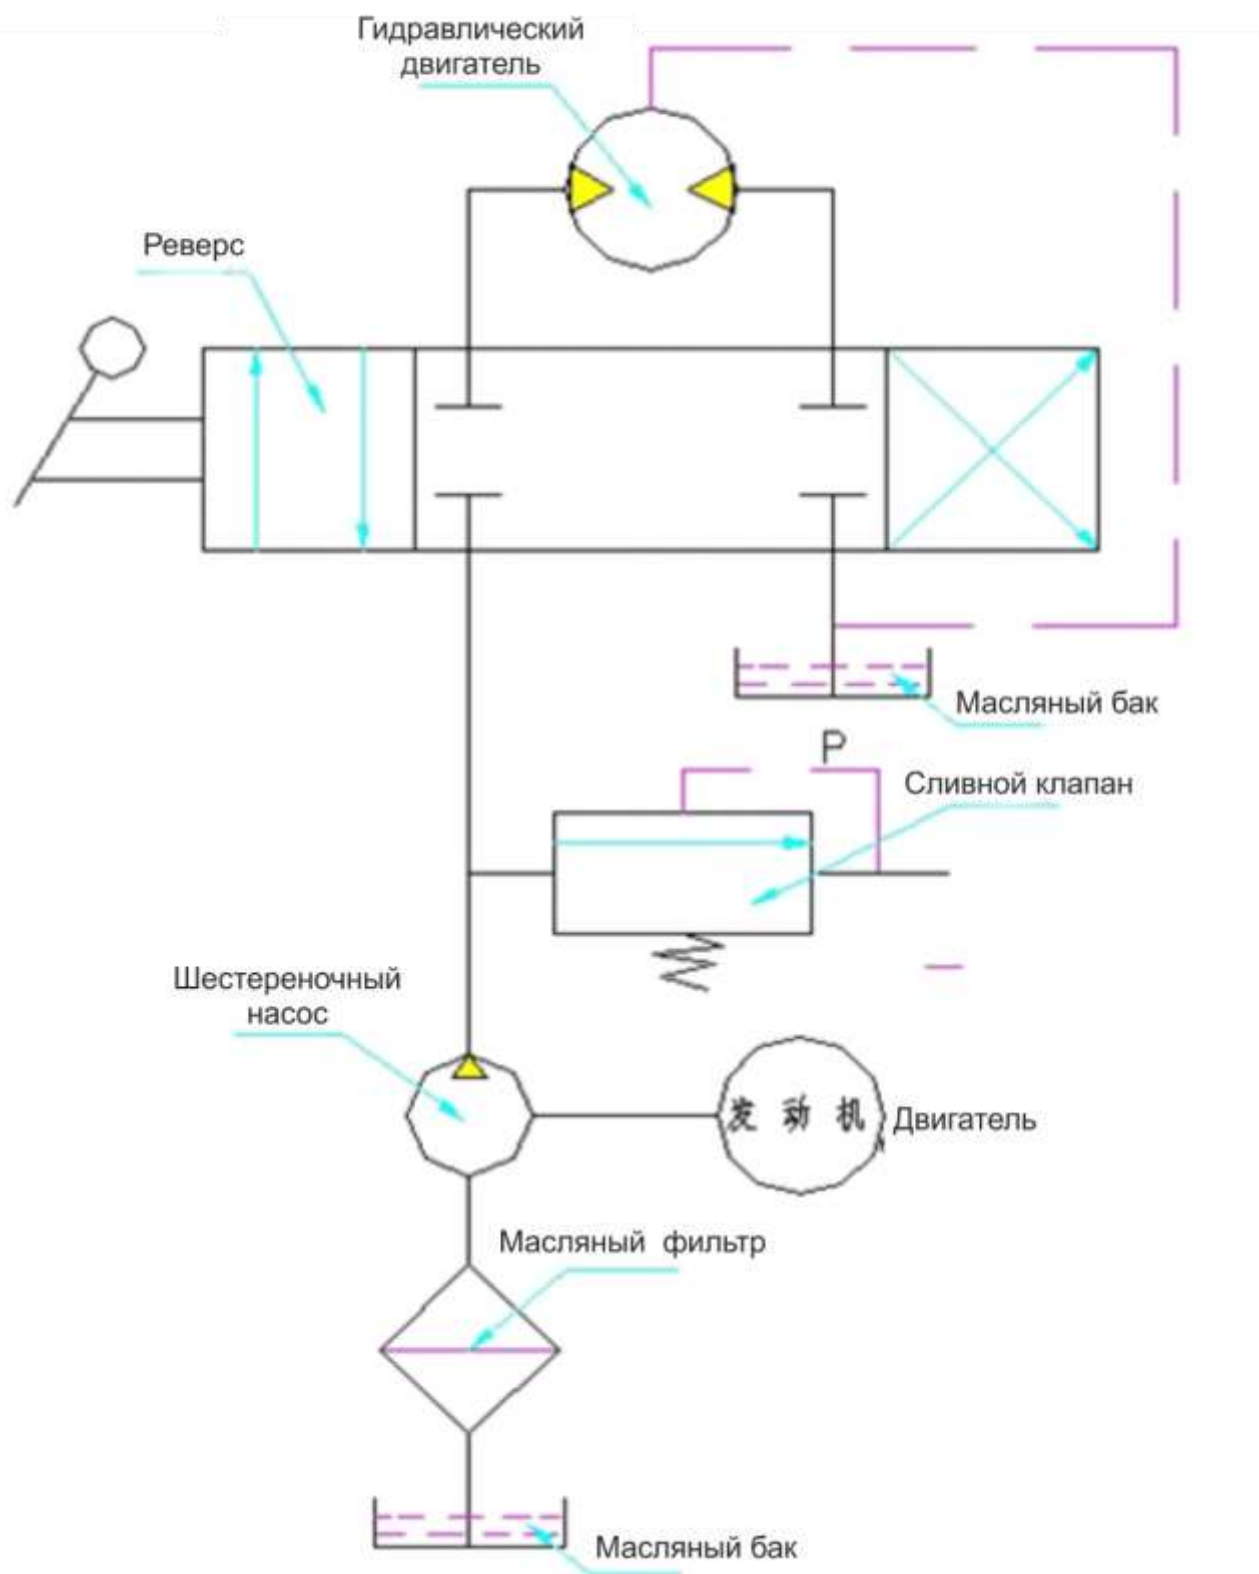 Гидравлический
двигатель
Реверс
Масляный бак
P
Сливной клапан
Шестереночный
насос
发动机
Двигатель
Масляный фильтр
Масляный бак